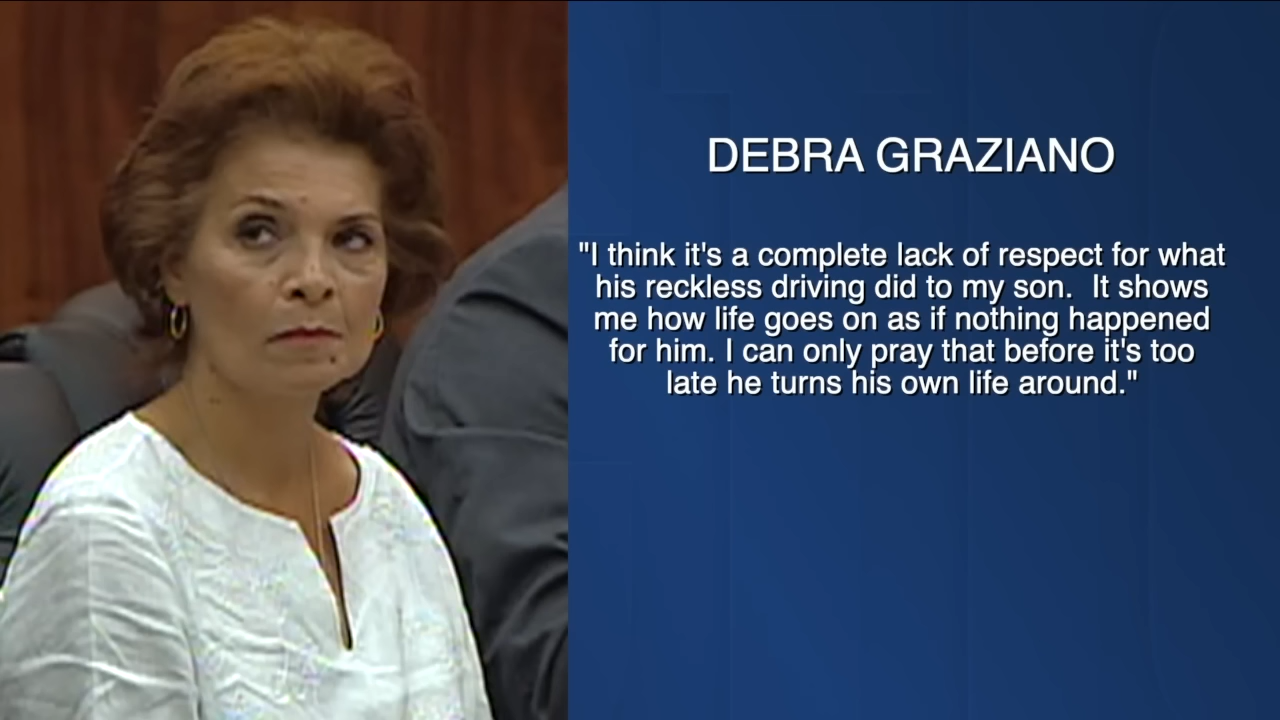 DEBRA GRAZIANO
"I think it's a complete lack of respect for what
his reckless driving did to my son.  It shows
me how life goes on as if nothing happened
for him. I can only pray that before it's too
late he turns his own life around."